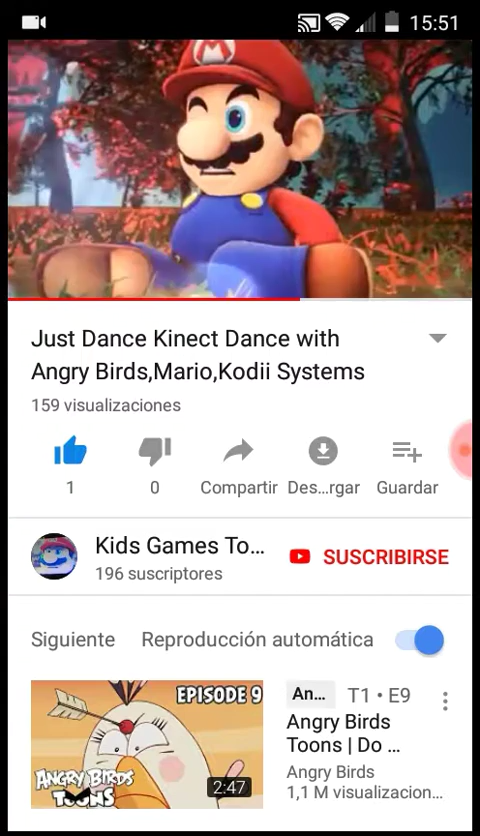 15:51
M
Just Dance Kinect Dance with
Angry Birds,Mario,Kodii Systems
159 visualizaciones
1 0 Compartir Des...rgar Guardar
Kids Games To... SUSCRIBIRSE
196 suscriptores
Siguiente Reproducción automática
EPISODE 9
ANGRY BIRDS
TOONS
2:47
An... T1 • E9
Angry Birds
Toons | Do ...
Angry Birds
1,1 M visualizacion...